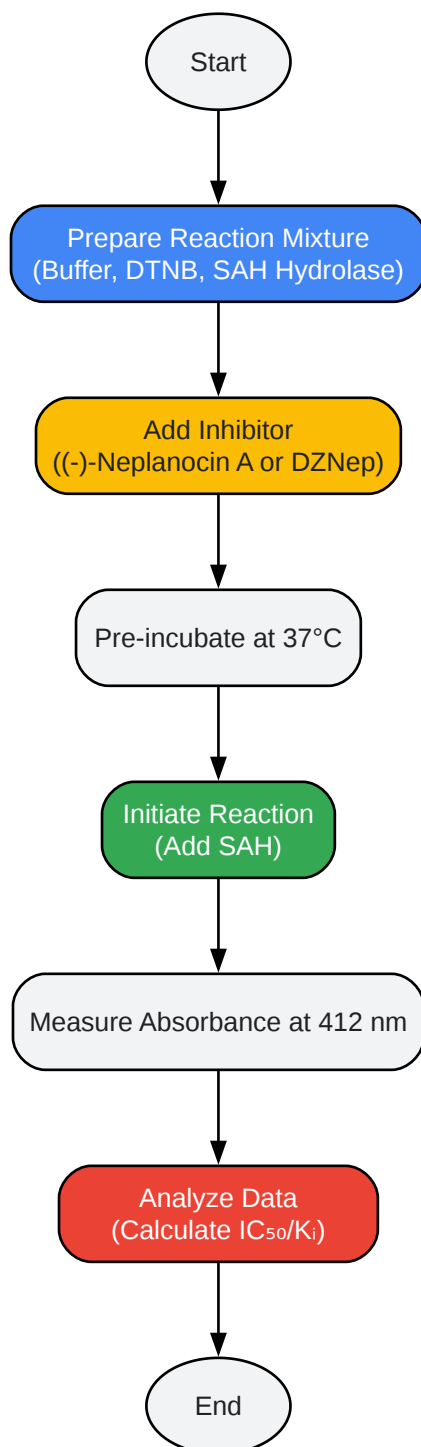 Start
Prepare Reaction Mixture
(Buffer, DTNB, SAH Hydrolase)
Add Inhibitor
((-)-Neplanocin A or DZNep)
Pre-incubate at 37°C
Initiate Reaction
(Add SAH)
Measure Absorbance at 412 nm
Analyze Data
(Calculate IC₅₀/Kᵢ)
End